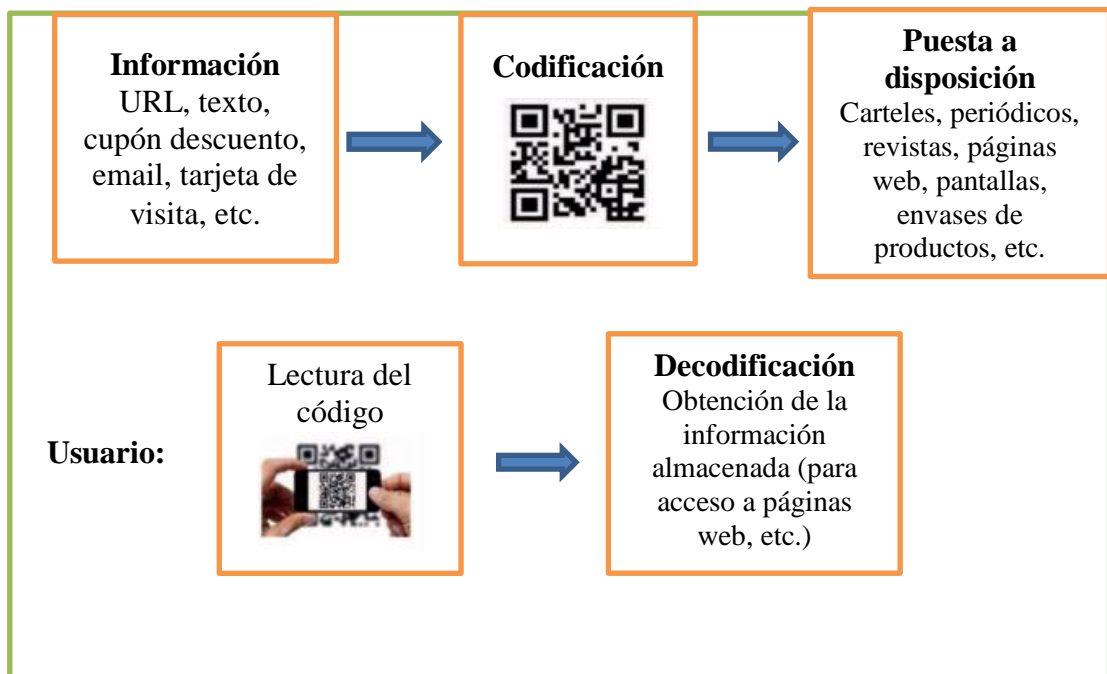 Información
URL, texto,
cupón descuento,
email, tarjeta de
visita, etc.
Codificación
Puesta a
disposición
Carteles, periódicos,
revistas, páginas
web, pantallas,
envases de
productos, etc.
Usuario:
Lectura del
código
Decodificación
Obtención de la
información
almacenada (para
acceso a páginas
web, etc.)